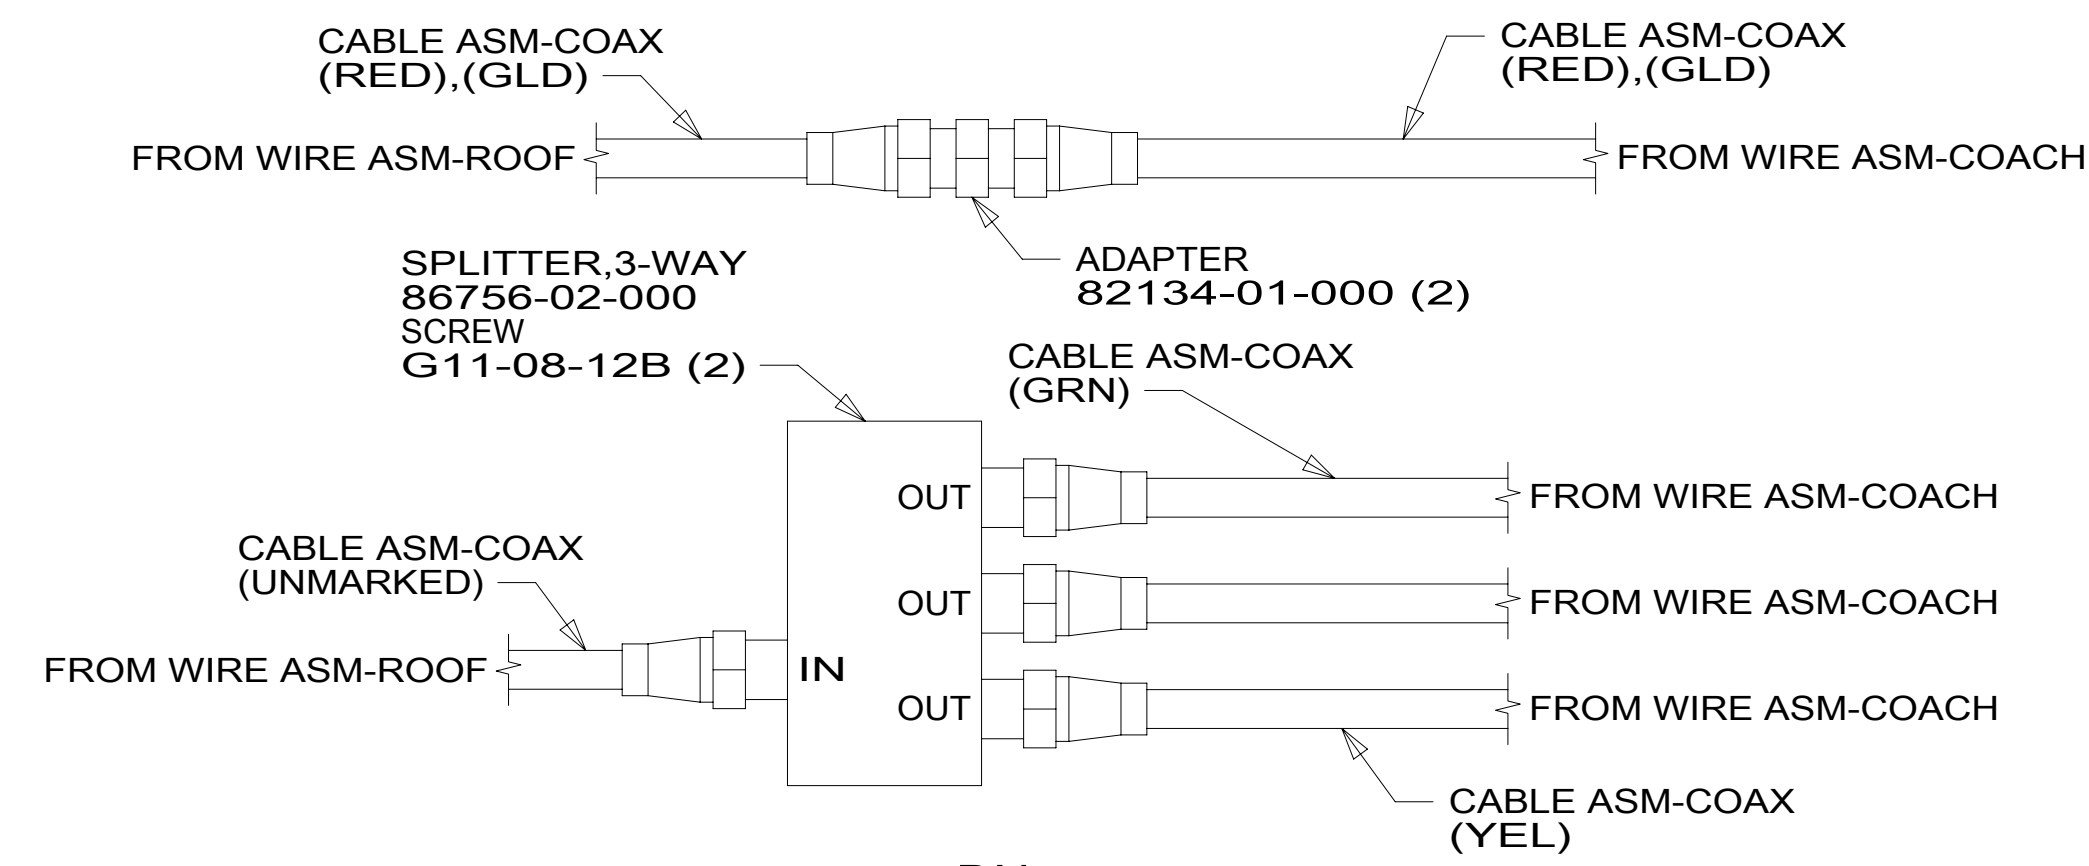 CABLE ASM-COAX
(RED),(GLD)
CABLE ASM-COAX
(RED),(GLD)
FROM WIRE ASM-ROOF
FROM WIRE ASM-COACH
ADAPTER
82134-01-000 (2)
SPLITTER,3-WAY
86756-02-000
SCREW
G11-08-12B (2)
CABLE ASM-COAX
(GRN)
OUT
FROM WIRE ASM-COACH
CABLE ASM-COAX
(UNMARKED)
OUT
FROM WIRE ASM-COACH
FROM WIRE ASM-ROOF
IN
OUT
FROM WIRE ASM-COACH
CABLE ASM-COAX
(YEL)